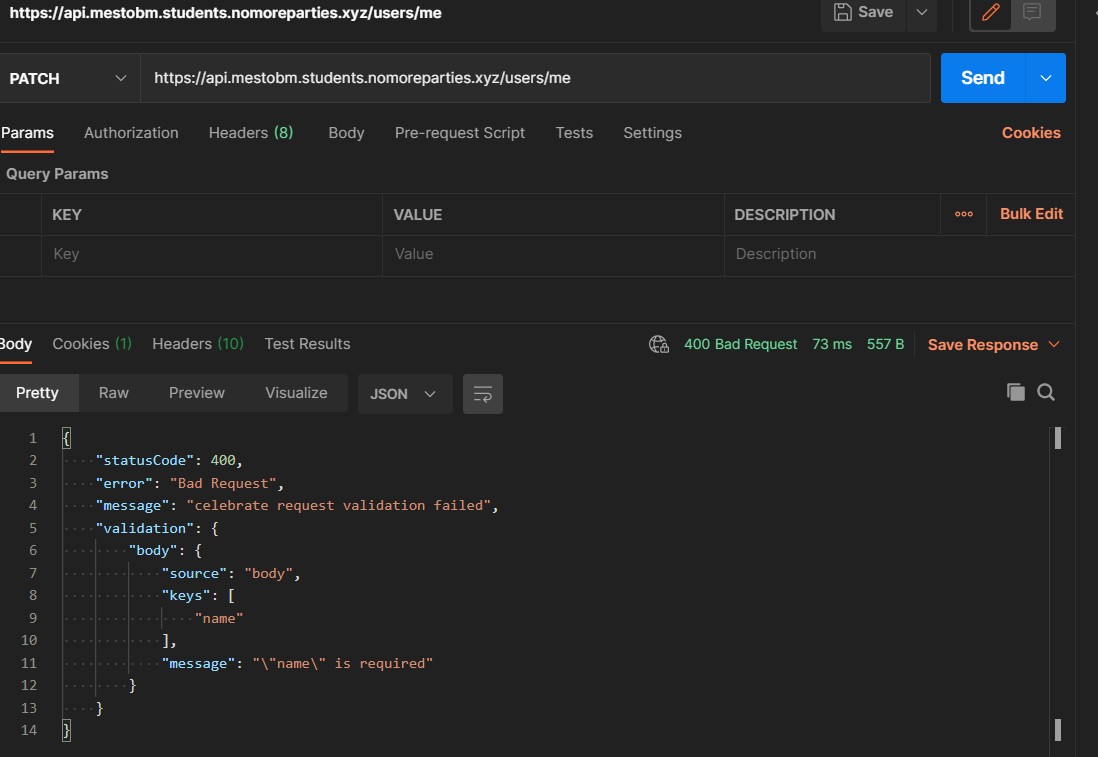 https://api.mestobm.students.nomoreparties.xyz/users/me Save
PATCH https://api.mestobm.students.nomoreparties.xyz/users/me Send
Params Authorization Headers (8) Body Pre-request Script Tests Settings Cookies
Query Params
KEY VALUE DESCRIPTION Bulk Edit
Key Value Description
Body Cookies (1) Headers (10) Test Results 400 Bad Request 73 ms 557 B Save Response
Pretty Raw Preview Visualize JSON
1 {
2 "statusCode": 400,
3 "error": "Bad Request",
4 "message": "celebrate request validation failed",
5 "validation": {
6 "body": {
7 "source": "body",
8 "keys": [
9 "name"
10 ],
11 "message": "\"name\" is required"
12 }
13 }
14 }